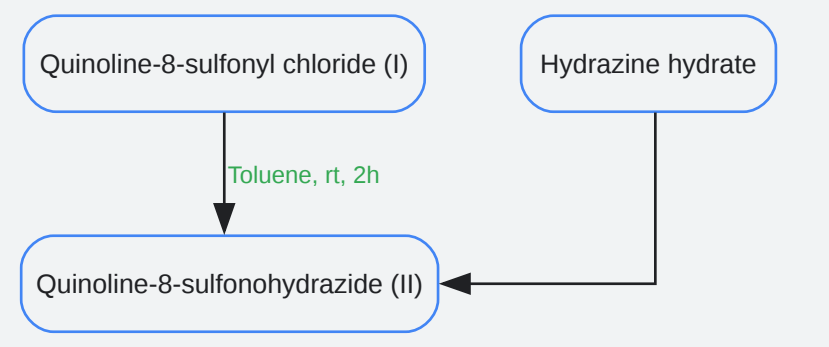 Quinoline-8-sulfonyl chloride (I)
Hydrazine hydrate
Toluene, rt, 2h
Quinoline-8-sulfonohydrazide (II)